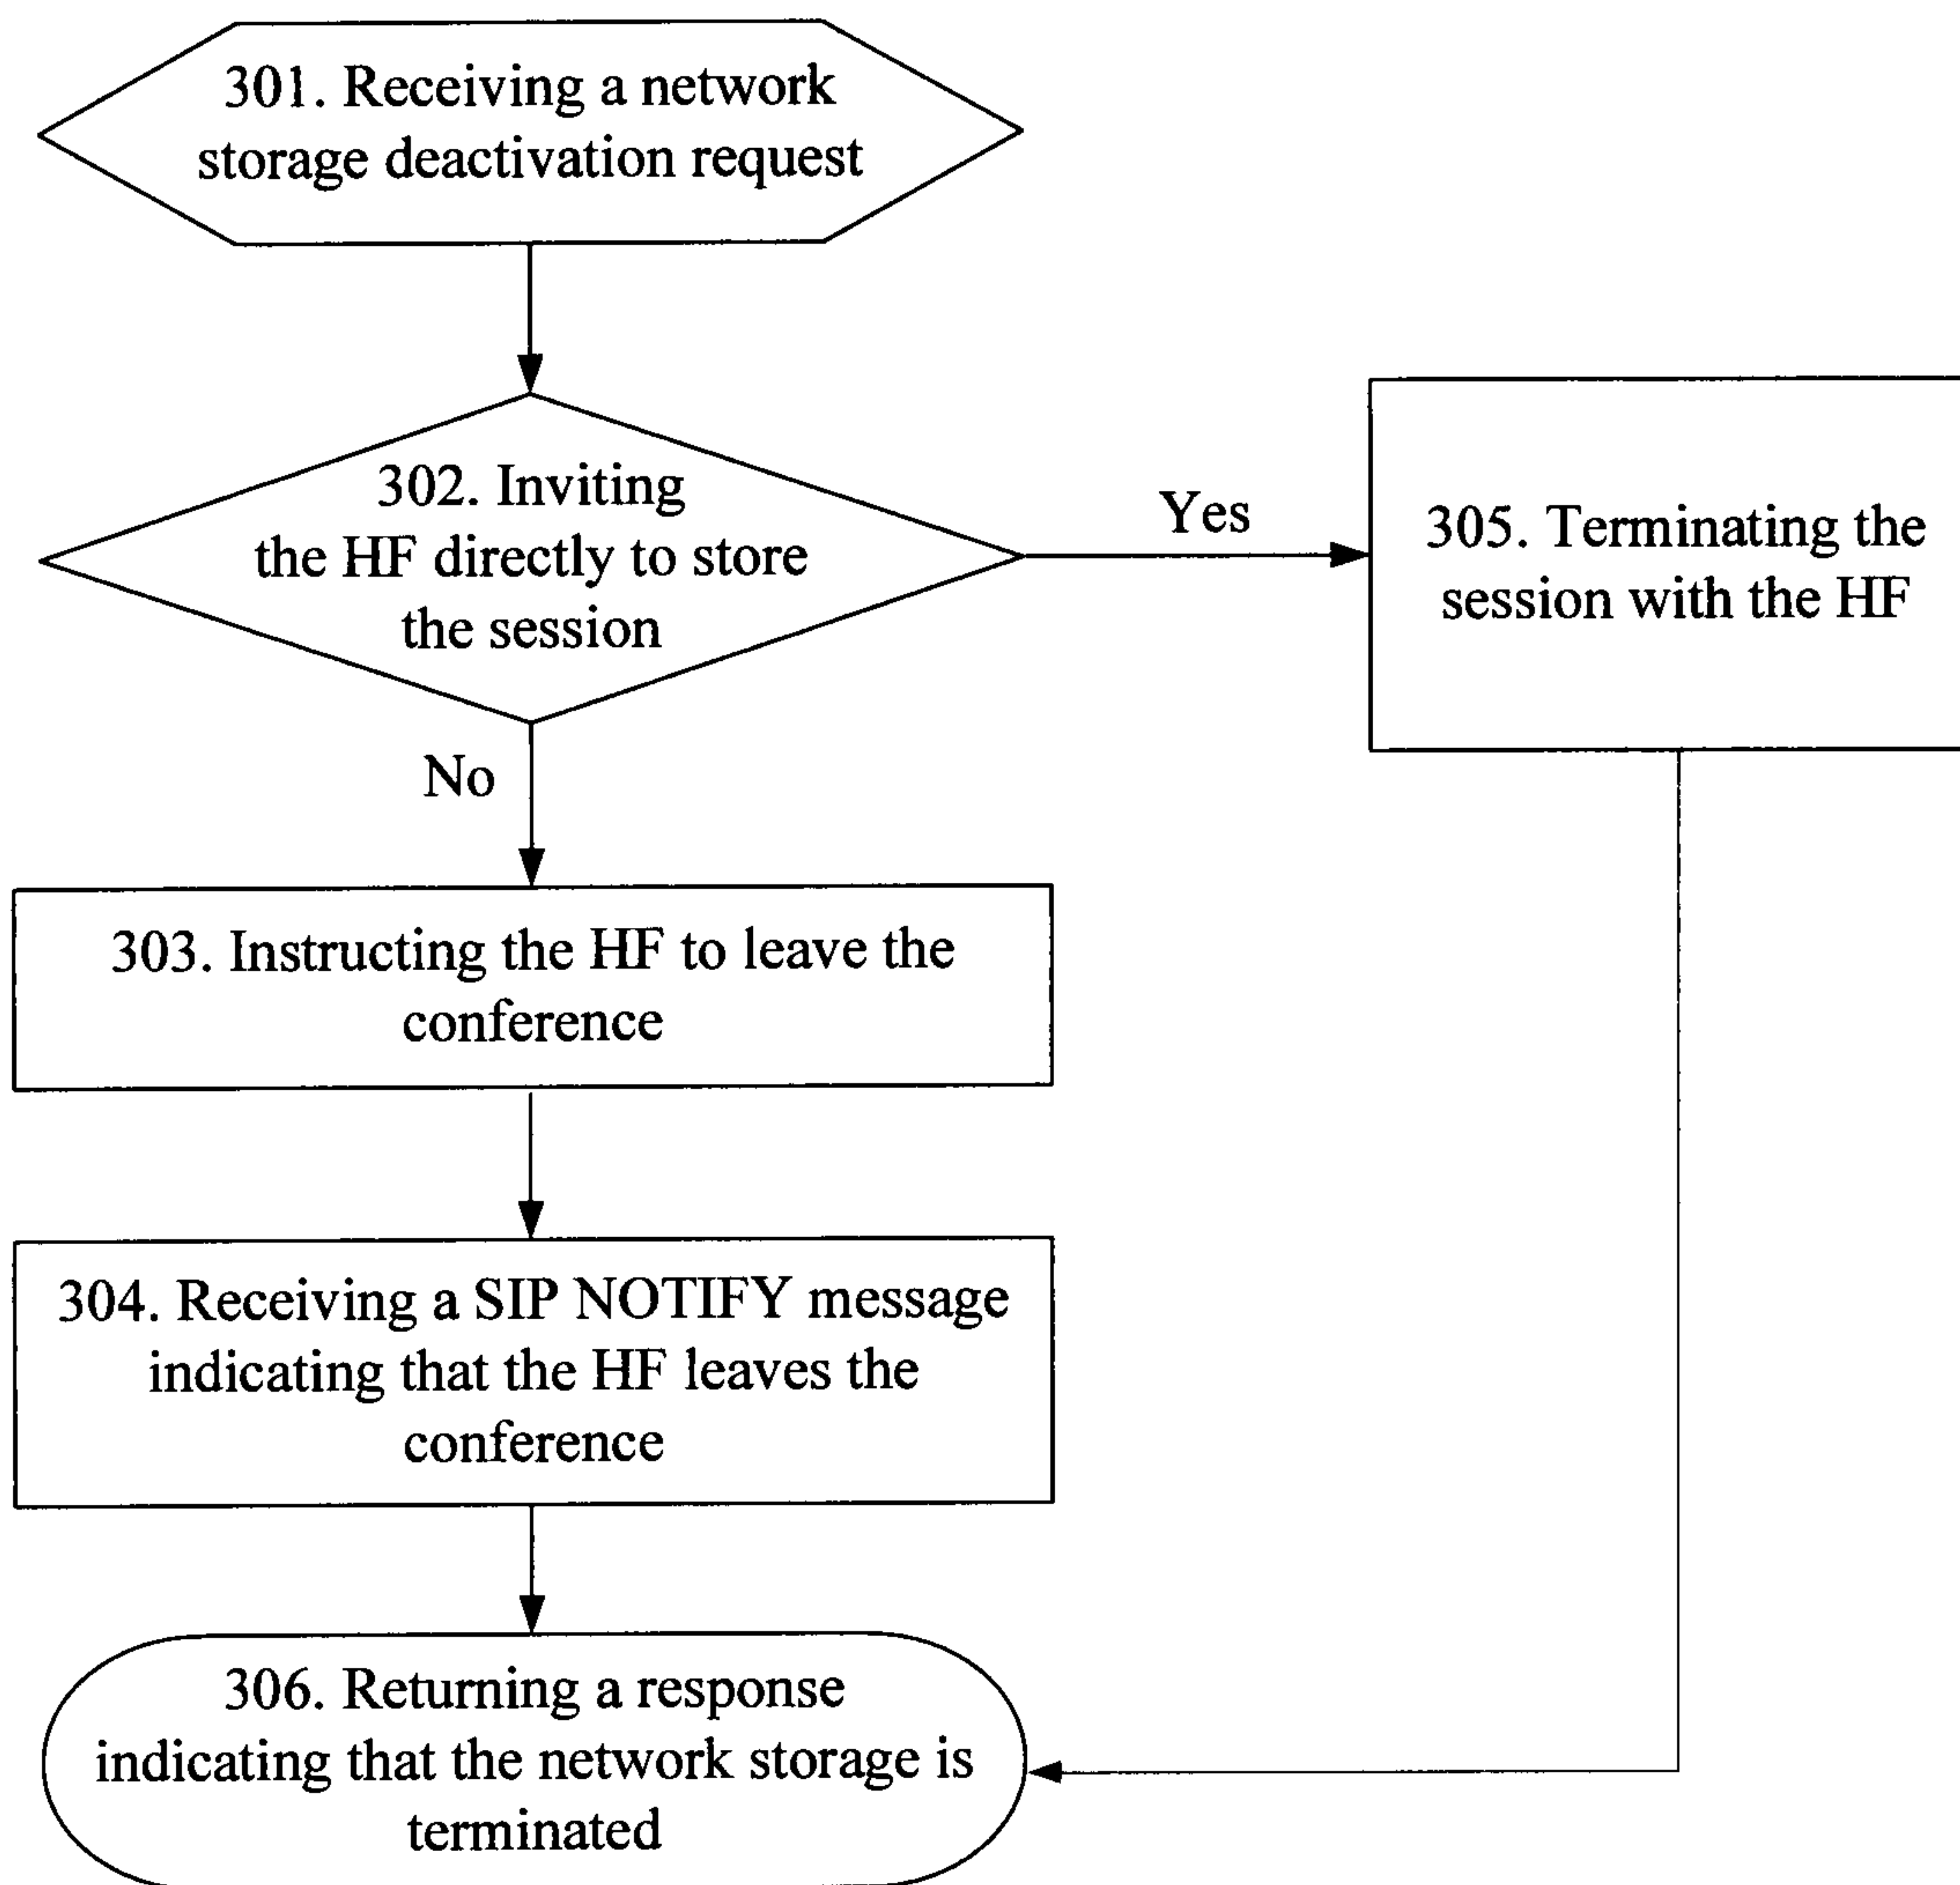 301. Receiving a network
storage deactivation request
302. Inviting
the HF directly to store
the session
Yes
305. Terminating the
session with the HF
No
303. Instructing the HF to leave the
conference
304. Receiving a SIP NOTIFY message
indicating that the HF leaves the
conference
306. Returning a response
indicating that the network storage is
terminated